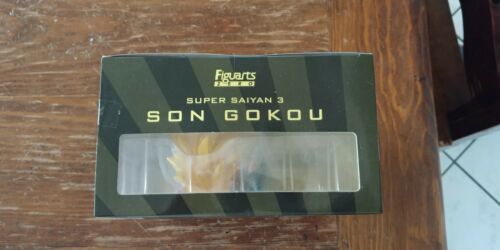 Figuarts
ZERO
SUPER SAIYAN 3
SON GOKOU